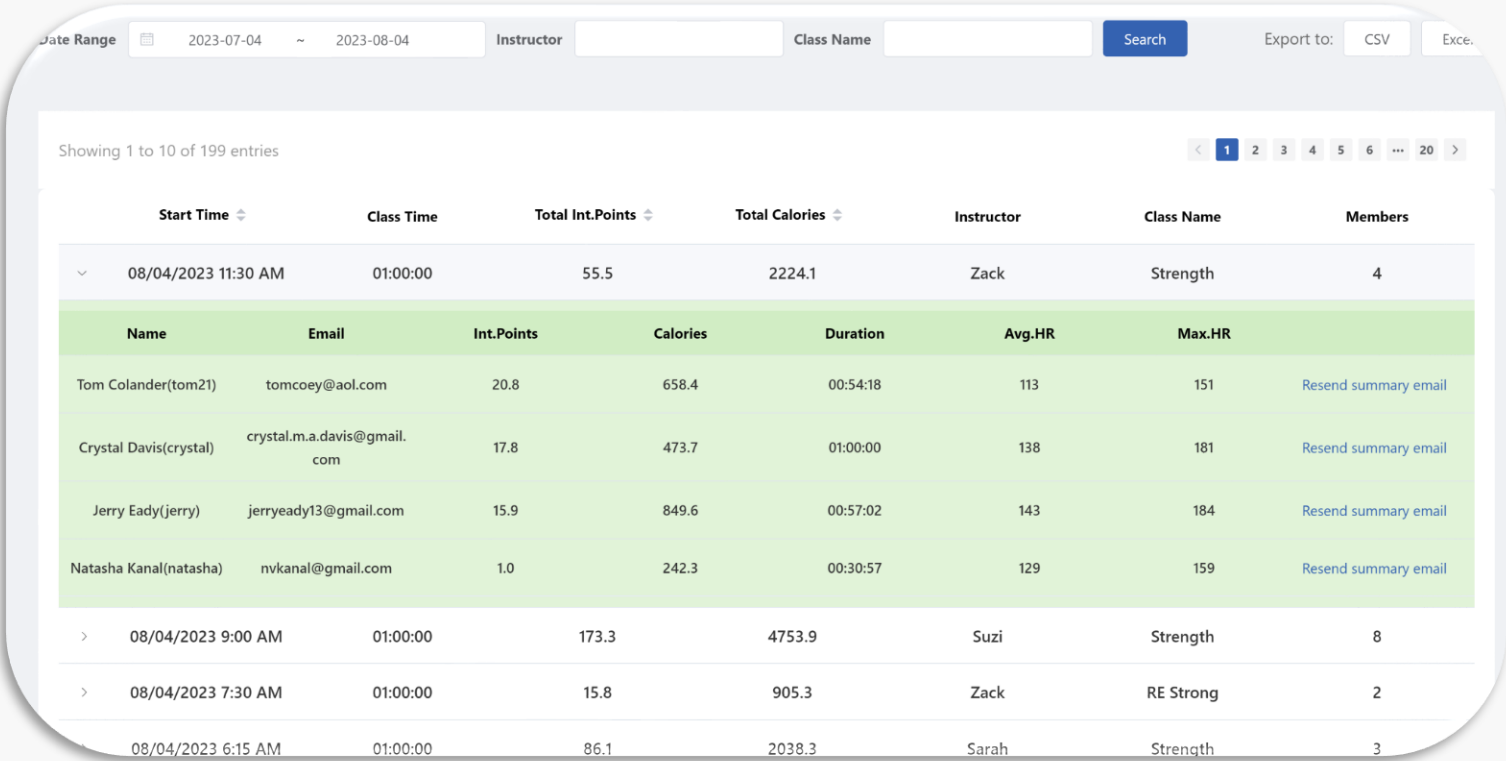 Date Range 2023-07-04 ~ 2023-08-04 Instructor Class Name Search Export to: CSV
Showing 1 to 10 of 199 entries 1 2 3 4 5 6 ··· 20
Start Time Class Time Total Int.Points Total Calories Instructor Class Name Members
08/04/2023 11:30 AM 01:00:00 55.5 2224.1 Zack Strength 4
Name Email Int.Points Calories Duration Avg.HR Max.HR
Tom Colander(tom21) tomcoey@aol.com 20.8 658.4 00:54:18 113 151 Resend summary email
Crystal Davis(crystal) crystal.m.a.davis@gmail. 17.8 473.7 01:00:00 138 181 Resend summary email
com
Jerry Eady(jerry) jerryeady13@gmail.com 15.9 849.6 00:57:02 143 184 Resend summary email
Natasha Kanal(natasha) nvkanal@gmail.com 1.0 242.3 00:30:57 129 159 Resend summary email
08/04/2023 9:00 AM 01:00:00 173.3 4753.9 Suzi Strength 8
08/04/2023 7:30 AM 01:00:00 15.8 905.3 Zack RE Strong 2
08/04/2023 6:15 AM 01:00:00 86.1 2038.3 Sarah Strength 3